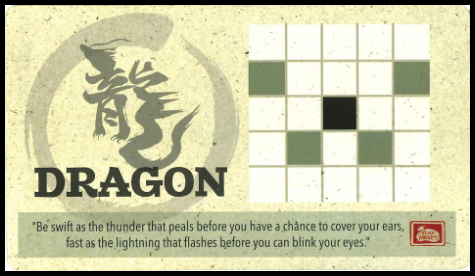 龍
DRAGON
"Be swift as the thunder that peals before you have a chance to cover your ears,
fast as the lightning that flashes before you can blink your eyes."